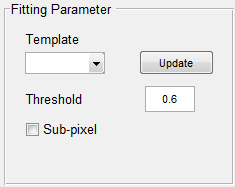 Fitting Parameter
Template
Update
Threshold 0.6
Sub-pixel